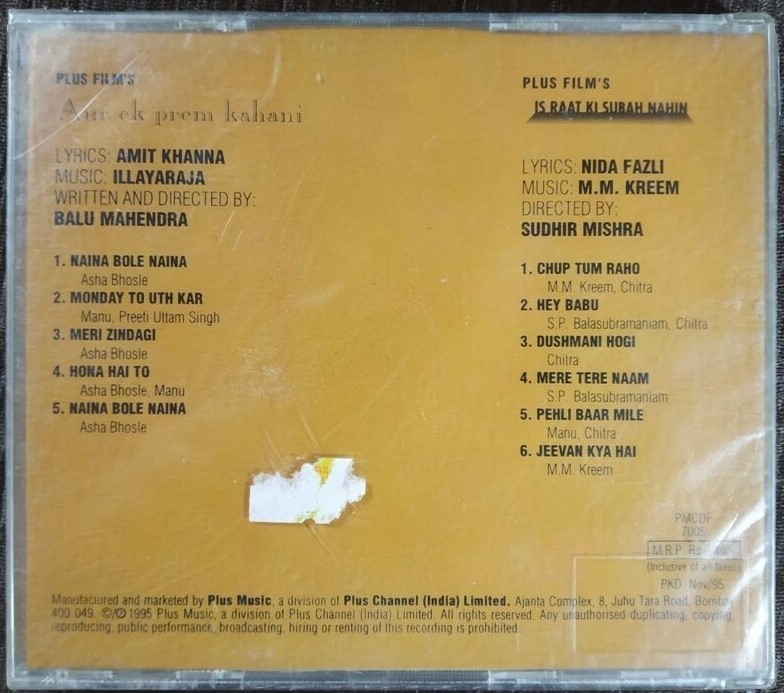 PLUS FILM'S
Aur ek prem kahani
LYRICS: AMIT KHANNA
MUSIC: ILLAYARAJA
WRITTEN AND DIRECTED BY:
BALU MAHENDRA
1. NAINA BOLE NAINA
Asha Bhosle
2. MONDAY TO UTH KAR
Manu, Preeti Uttam Singh
3. MERI ZINDAGI
Asha Bhosle
4. HONA HAI TO
Asha Bhosle, Manu
5. NAINA BOLE NAINA
Asha Bhosle
PLUS FILM'S
IS RAAT KI SUBAH NAHIN
LYRICS: NIDA FAZLI
MUSIC: M.M. KREEM
DIRECTED BY:
SUDHIR MISHRA
1. CHUP TUM RAHO
M.M. Kreem, Chitra
2. HEY BABU
S.P. Balasubramaniam, Chitra
3. DUSHMANI HOGI
Chitra
4. MERE TERE NAAM
S.P. Balasubramaniam
5. PEHLI BAAR MILE
Manu, Chitra
6. JEEVAN KYA HAI
M.M. Kreem
PMCDF
7005
M.R.P. Rs.
(Inclusive of all taxes)
PKD Nov/95
Manufactured and marketed by Plus Music, a division of Plus Channel (India) Limited. Ajanta Complex, 8, Juhu Tara Road, Bombay
400 049. ©/℗ 1995 Plus Music, a division of Plus Channel (India) Limited. All rights reserved. Any unauthorised duplicating, copying,
reproducing, public performance, broadcasting, hiring or renting of this recording is prohibited.